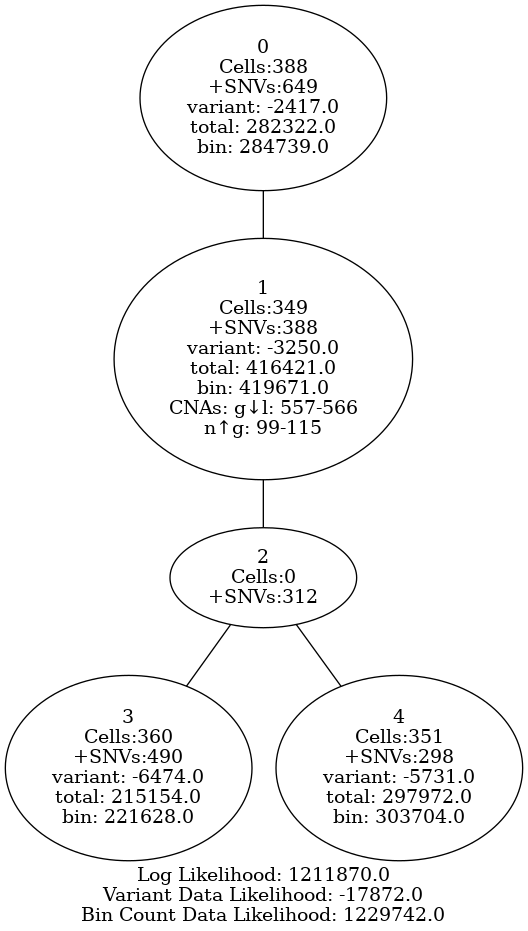 0
Cells:388
+SNVs:649
variant: -2417.0
total: 282322.0
bin: 284739.0
1
Cells:349
+SNVs:388
variant: -3250.0
total: 416421.0
bin: 419671.0
CNAs: g↓l: 557-566
n↑g: 99-115
2
Cells:0
+SNVs:312
3
Cells:360
+SNVs:490
variant: -6474.0
total: 215154.0
bin: 221628.0
4
Cells:351
+SNVs:298
variant: -5731.0
total: 297972.0
bin: 303704.0
Log Likelihood: 1211870.0
Variant Data Likelihood: -17872.0
Bin Count Data Likelihood: 1229742.0